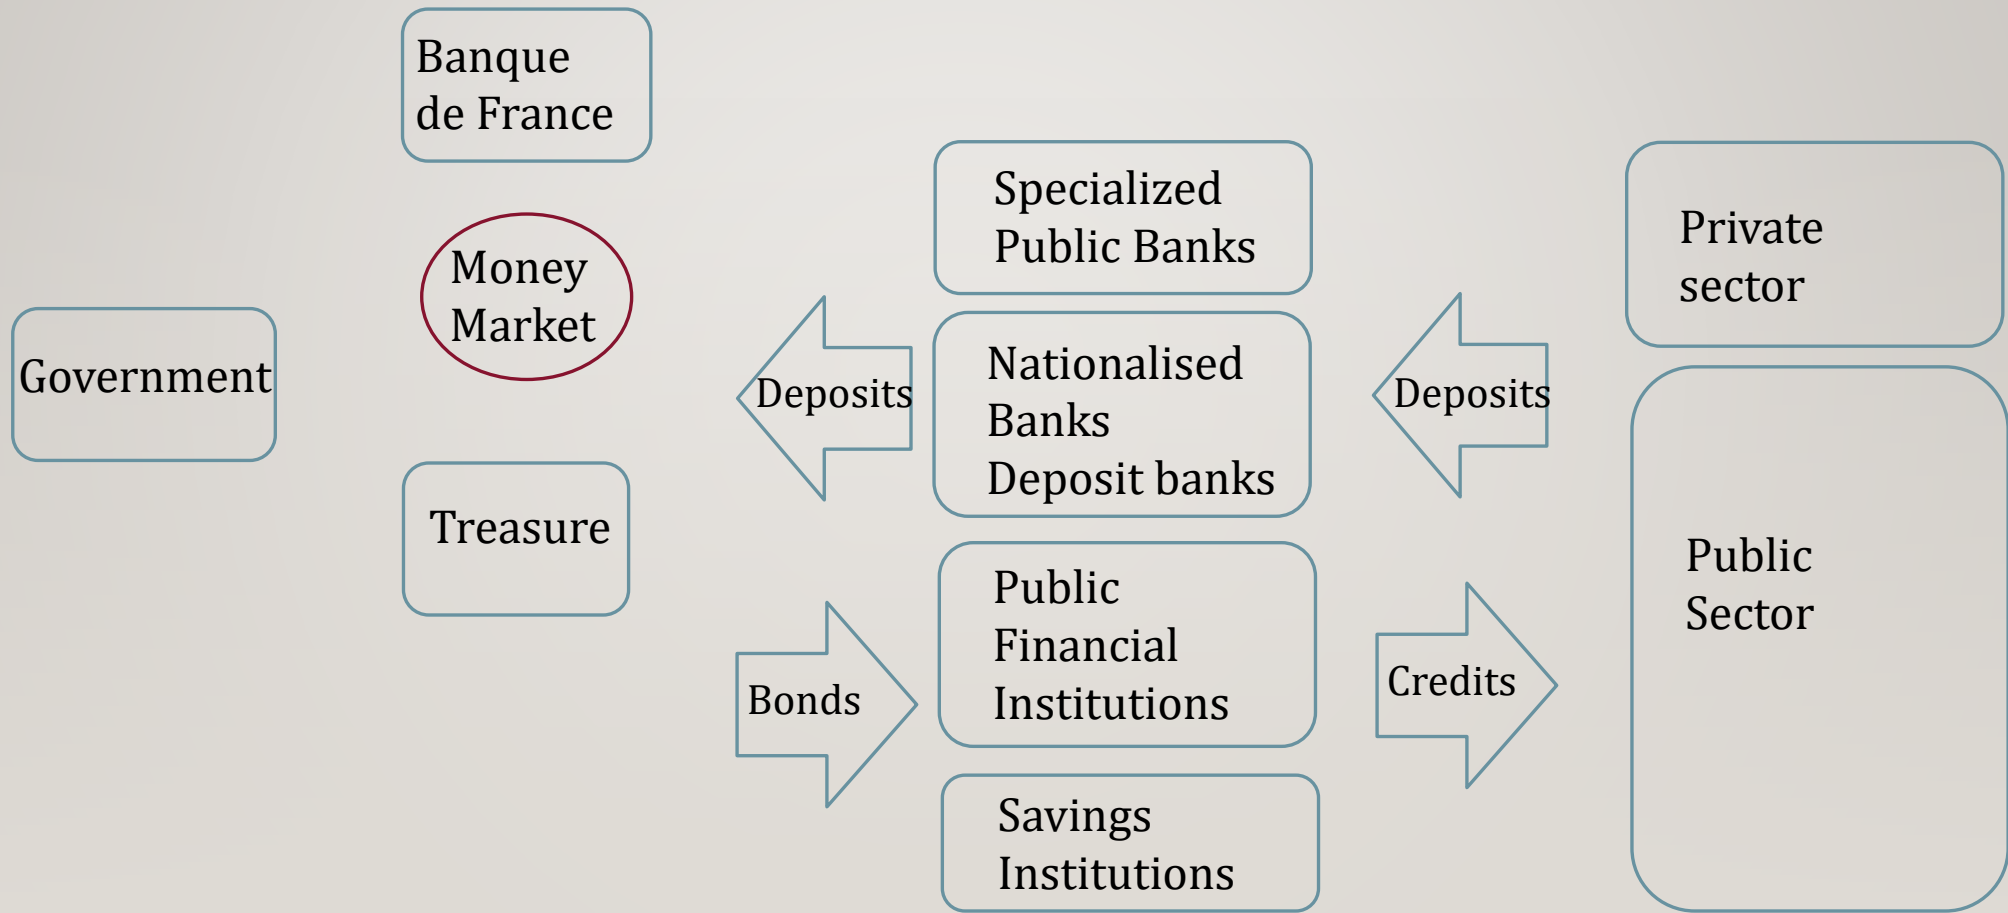 Banque
de France
Money
Market
Government
Treasure
Specialized
Public Banks
Nationalised
Banks
Deposit banks
Public
Financial
Institutions
Savings
Institutions
Deposits
Bonds
Deposits
Credits
Private
sector
Public
Sector